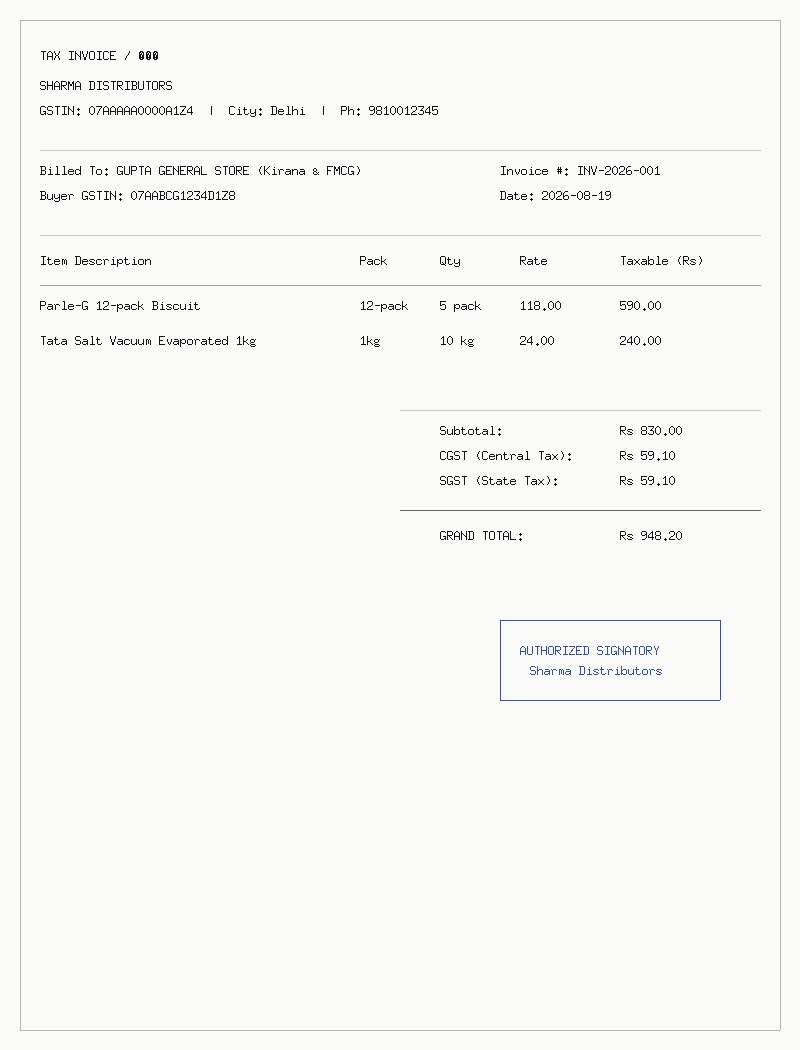 TAX INVOICE /
SHARMA DISTRIBUTORS
GSTIN: 07AAAAA0000A1Z4 | City: Delhi | Ph: 9810012345
Billed To: GUPTA GENERAL STORE (Kirana & FMCG)
Invoice #: INV-2026-001
Buyer GSTIN: 07AABCG1234D1Z8
Date: 2026-08-19
Item Description Pack Qty Rate Taxable (Rs)
Parle-G 12-pack Biscuit 12-pack 5 pack 118.00 590.00
Tata Salt Vacuum Evaporated 1kg 1kg 10 kg 24.00 240.00
Subtotal: Rs 830.00
CGST (Central Tax): Rs 59.10
SGST (State Tax): Rs 59.10
GRAND TOTAL: Rs 948.20
AUTHORIZED SIGNATORY
Sharma Distributors